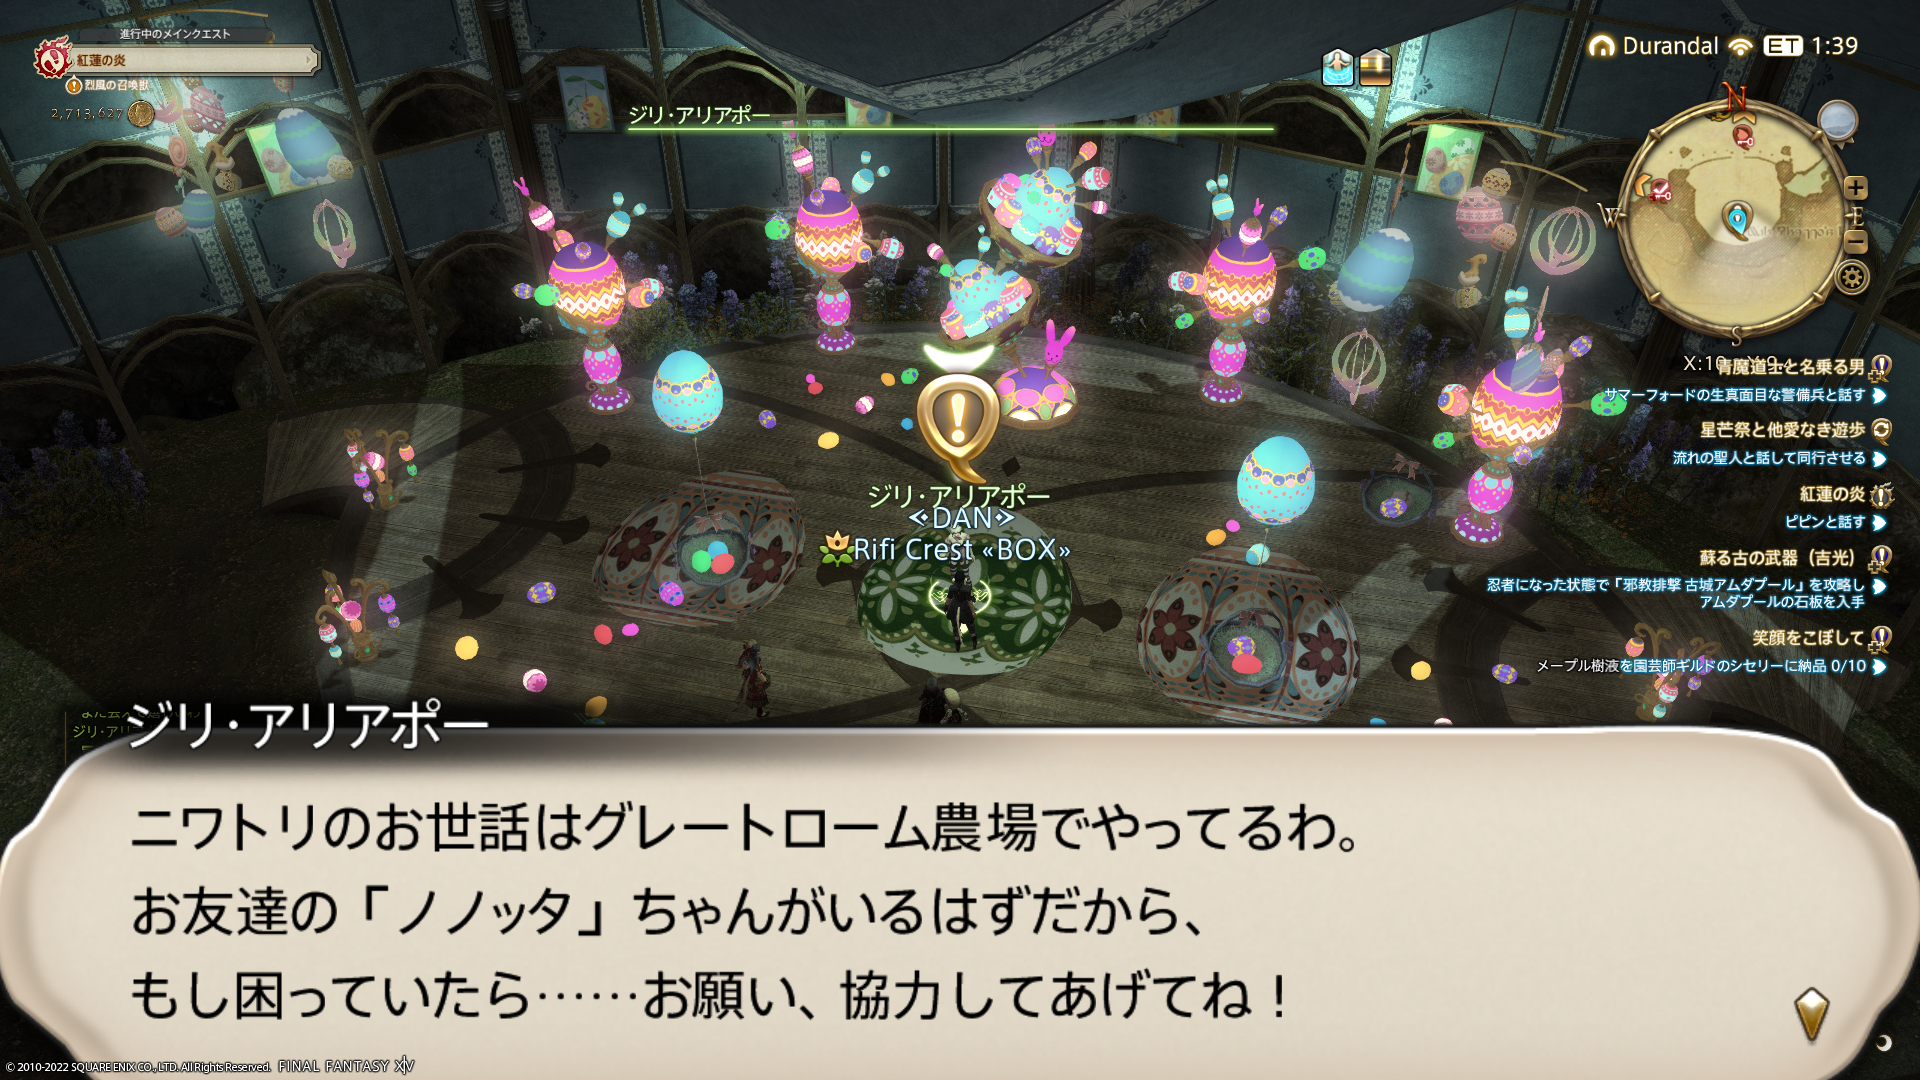 進行中のメインクエスト
紅蓮の炎
烈風の召喚獣
2,713,627
Durandal ET 1:39
ジリ・アリアポー
N
W
E
S
青魔道士と名乗る男
サマーフォードの生真面目な警備兵と話す
星芒祭と他愛なき遊歩
流れの聖人と話して同行させる
紅蓮の炎
ピピンと話す
蘇る古の武器（吉光）
忍者になった状態で「邪教排撃 古城アムダプール」を攻略し
アムダプールの石板を入手
笑顔をこぼして
メープル樹液を園芸師ギルドのシセリーに納品 0/10
ジリ・アリアポー
<DAN>
Rifi Crest «BOX»
ジリ・アリアポー
ニワトリのお世話はグレートローム農場でやってるわ。
お友達の「ノノッタ」ちゃんがいるはずだから、
もし困っていたら……お願い、協力してあげてね！
© 2010-2022 SQUARE ENIX CO., LTD. All Rights Reserved. FINAL FANTASY XIV